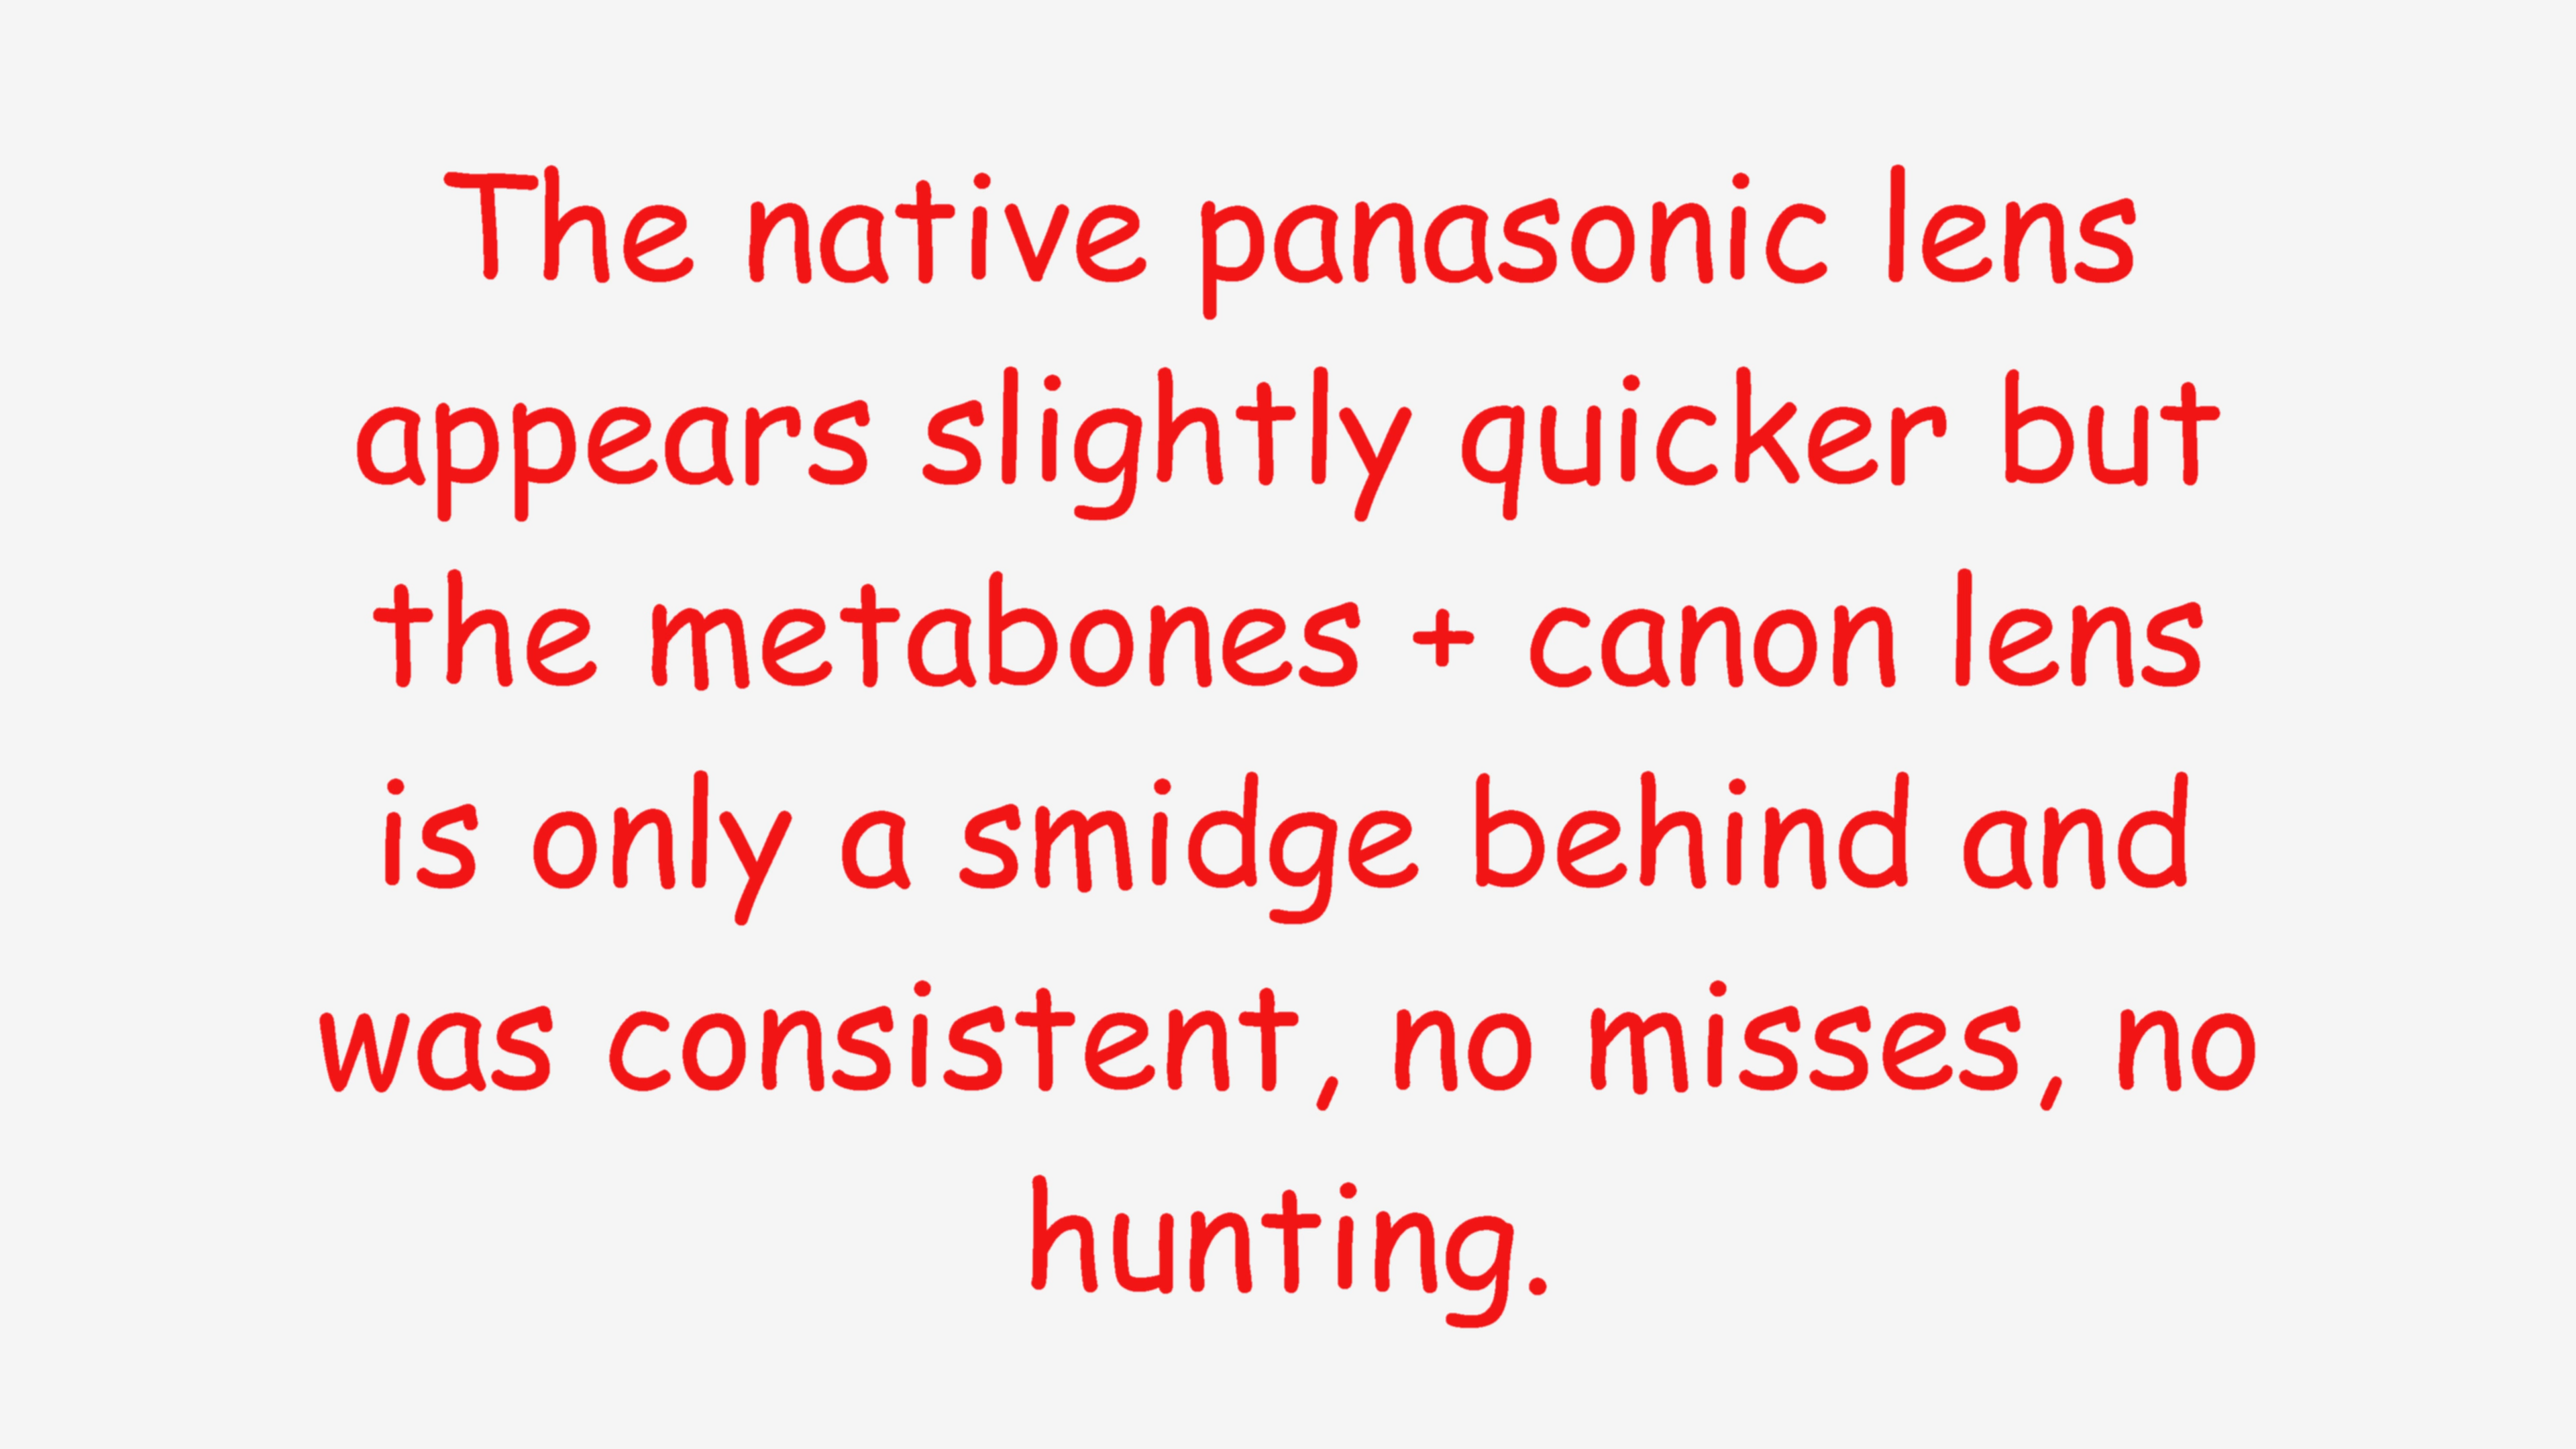 The native panasonic lens
appears slightly quicker but
the metabones + canon lens
is only a smidge behind and
was consistent, no misses, no
hunting.